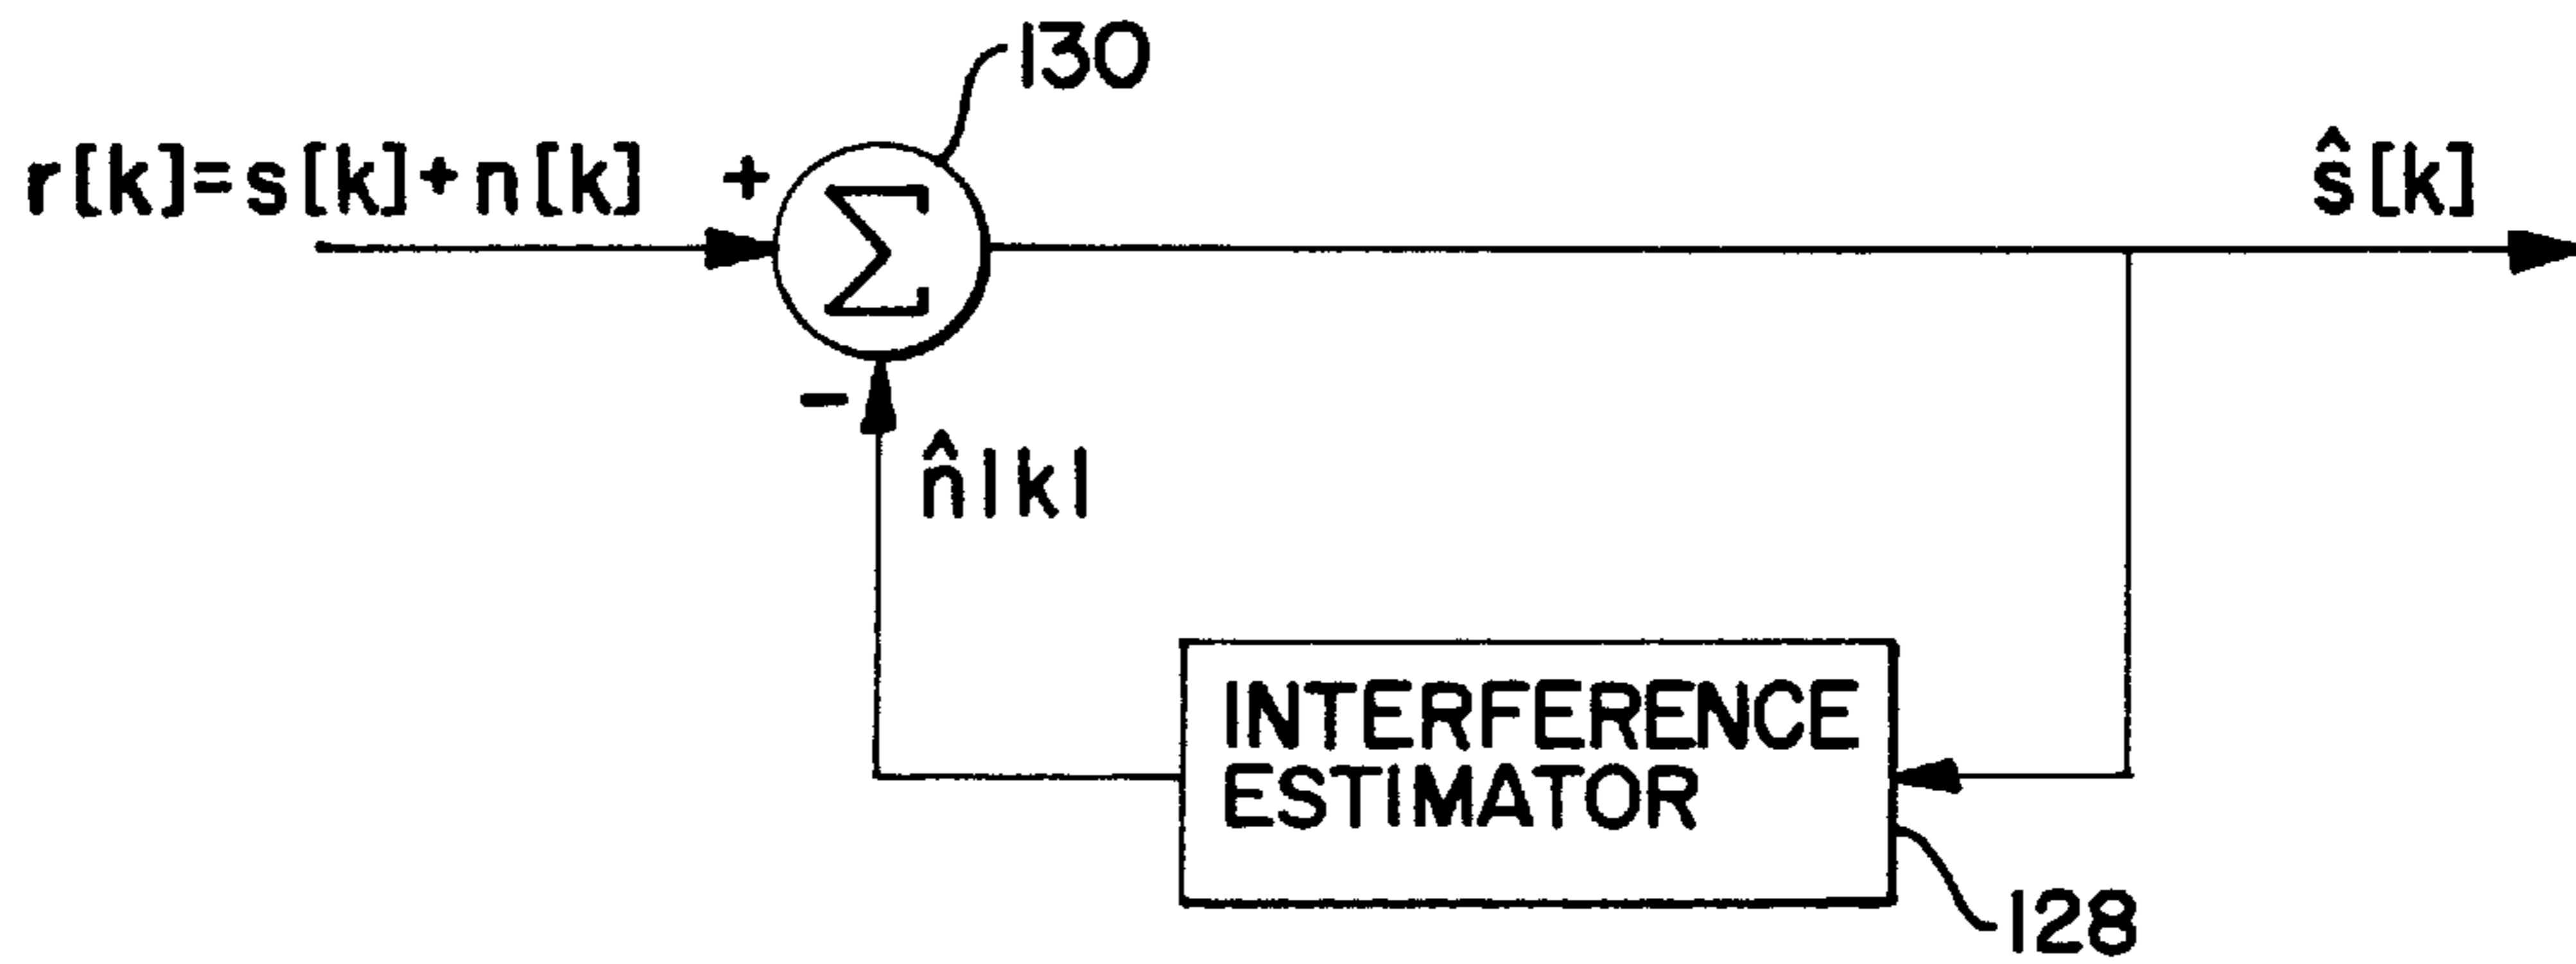 130
r[k]=s[k]+n[k]
+
Σ
ŝ[k]
-
n̂|k|
INTERFERENCE
ESTIMATOR
128